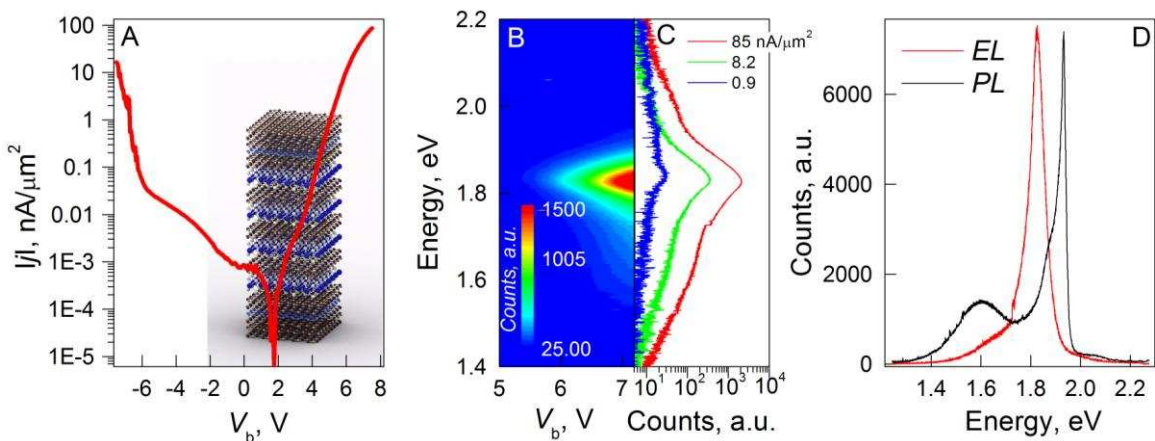 A
100
10
1
0.1
0.01
1E-3
1E-4
1E-5
|j|, nA/μm²
-6 -4 -2 0 2 4 6 8
V_b, V
B
2.2
2.0
1.8
1.6
1.4
Energy, eV
1500
1005
25.00
Counts, a.u.
5 6 7
V_b, V
C
85 nA/μm²
8.2
0.9
10¹ 10² 10³ 10⁴
Counts, a.u.
D
EL
PL
6000
4000
2000
0
Counts, a.u.
1.4 1.6 1.8 2.0 2.2
Energy, eV